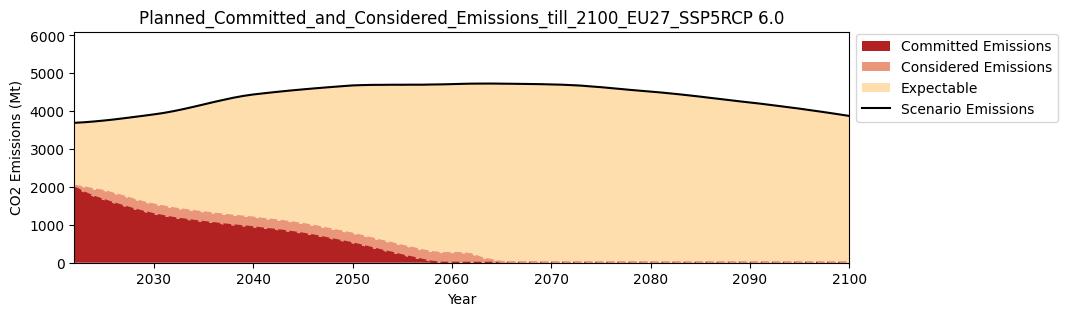 Planned_Committed_and_Considered_Emissions_till_2100_EU27_SSP5RCP 6.0
6000
5000
4000
3000
2000
1000
0
CO2 Emissions (Mt)
2030 2040 2050 2060 2070 2080 2090 2100
Year
Committed Emissions
Considered Emissions
Expectable
Scenario Emissions